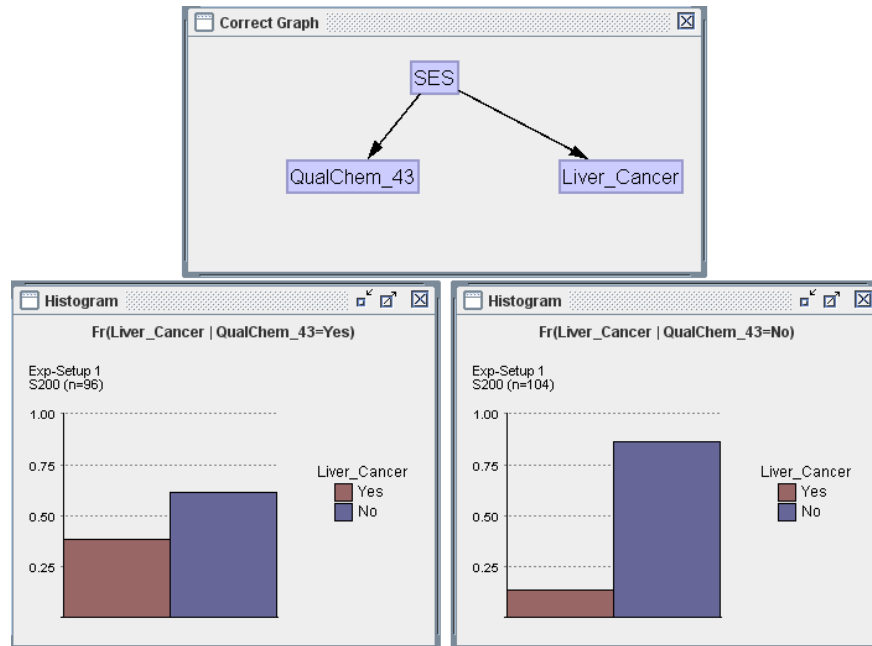 Correct Graph
SES
QualChem_43
Liver_Cancer
Histogram
Fr(Liver_Cancer | QualChem_43=Yes)
Exp-Setup 1
S200 (n=96)
1.00
0.75
0.50
0.25
Liver_Cancer
Yes
No
Histogram
Fr(Liver_Cancer | QualChem_43=No)
Exp-Setup 1
S200 (n=104)
1.00
0.75
0.50
0.25
Liver_Cancer
Yes
No